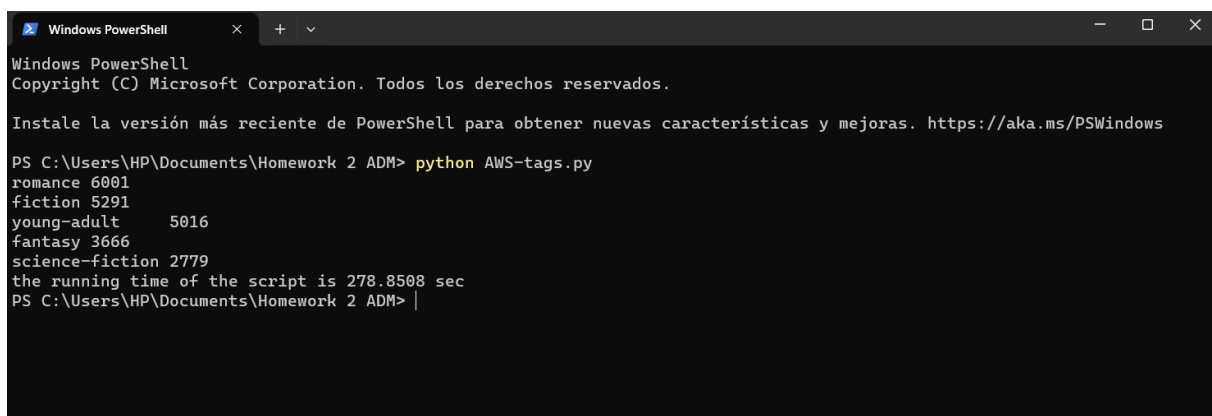 Windows PowerShell
Windows PowerShell
Copyright (C) Microsoft Corporation. Todos los derechos reservados.
Instale la versión más reciente de PowerShell para obtener nuevas características y mejoras. https://aka.ms/PSWindows
PS C:\Users\HP\Documents\Homework 2 ADM> python AWS-tags.py
romance 6001
fiction 5291
young-adult     5016
fantasy 3666
science-fiction 2779
the running time of the script is 278.8508 sec
PS C:\Users\HP\Documents\Homework 2 ADM>